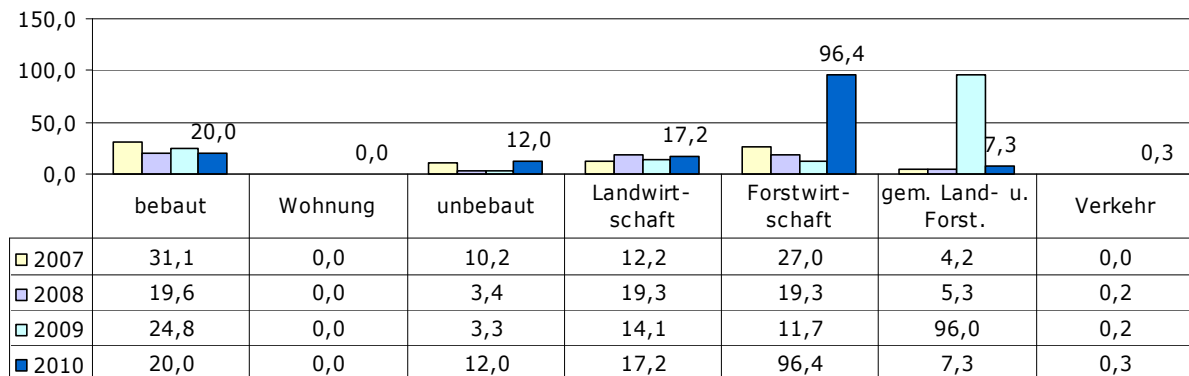 150,0
100,0
50,0
0,0
20,0
0,0
12,0
17,2
96,4
7,3
0,3
bebaut Wohnung unbebaut Landwirt- schaft Forstwirt- schaft gem. Land- u. Forst. Verkehr
2007 31,1 0,0 10,2 12,2 27,0 4,2 0,0
2008 19,6 0,0 3,4 19,3 19,3 5,3 0,2
2009 24,8 0,0 3,3 14,1 11,7 96,0 0,2
2010 20,0 0,0 12,0 17,2 96,4 7,3 0,3